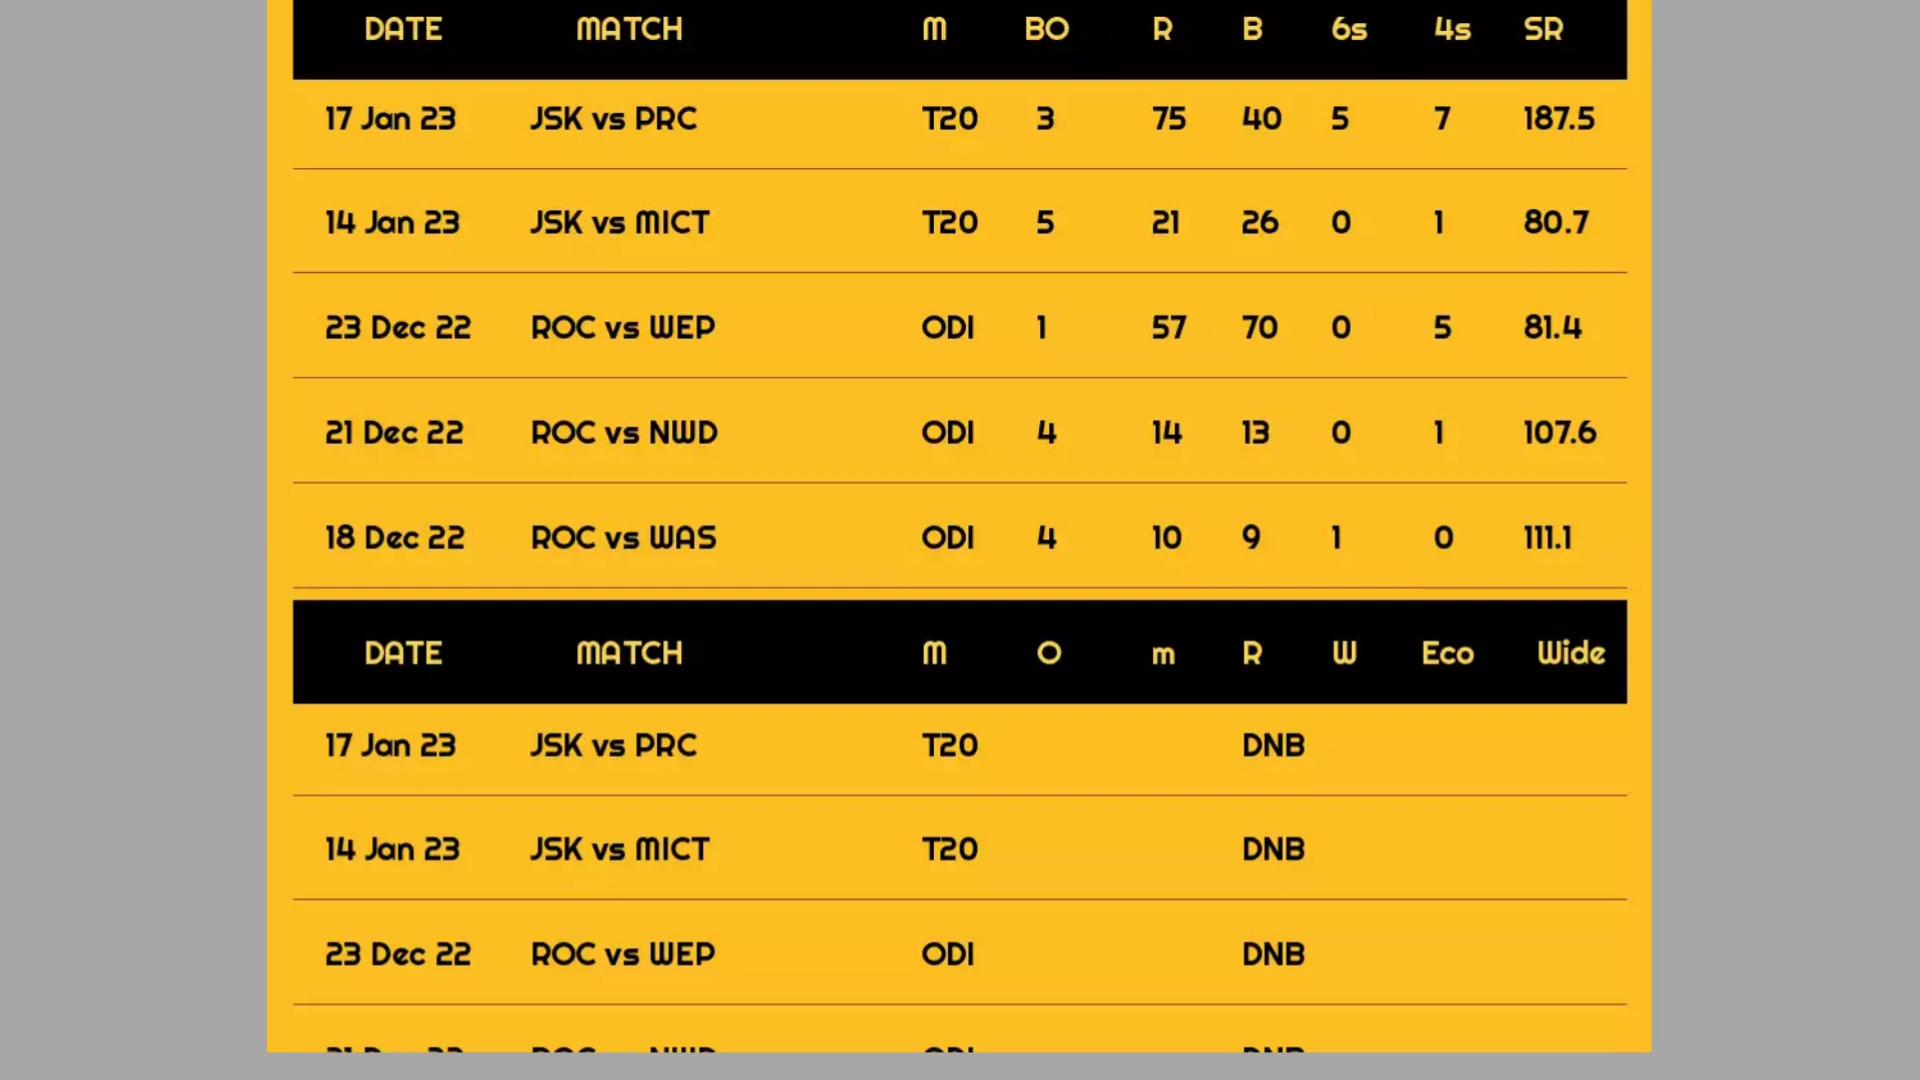 DATE MATCH M BO R B 6s 4s SR
17 Jan 23 JSK vs PRC T20 3 75 40 5 7 187.5
14 Jan 23 JSK vs MICT T20 5 21 26 0 1 80.7
23 Dec 22 ROC vs WEP ODI 1 57 70 0 5 81.4
21 Dec 22 ROC vs NWD ODI 4 14 13 0 1 107.6
18 Dec 22 ROC vs WAS ODI 4 10 9 1 0 111.1
DATE MATCH M O m R W Eco Wide
17 Jan 23 JSK vs PRC T20 DNB
14 Jan 23 JSK vs MICT T20 DNB
23 Dec 22 ROC vs WEP ODI DNB